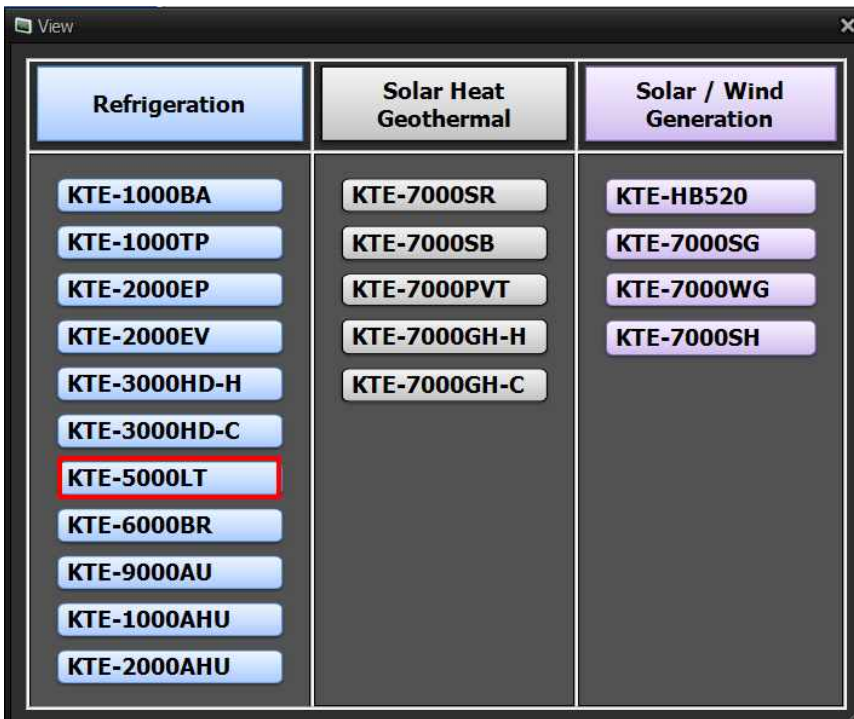 View
Refrigeration
Solar Heat
Geothermal
Solar / Wind
Generation
KTE-1000BA
KTE-1000TP
KTE-2000EP
KTE-2000EV
KTE-3000HD-H
KTE-3000HD-C
KTE-5000LT
KTE-6000BR
KTE-9000AU
KTE-1000AHU
KTE-2000AHU
KTE-7000SR
KTE-7000SB
KTE-7000PVT
KTE-7000GH-H
KTE-7000GH-C
KTE-HB520
KTE-7000SG
KTE-7000WG
KTE-7000SH